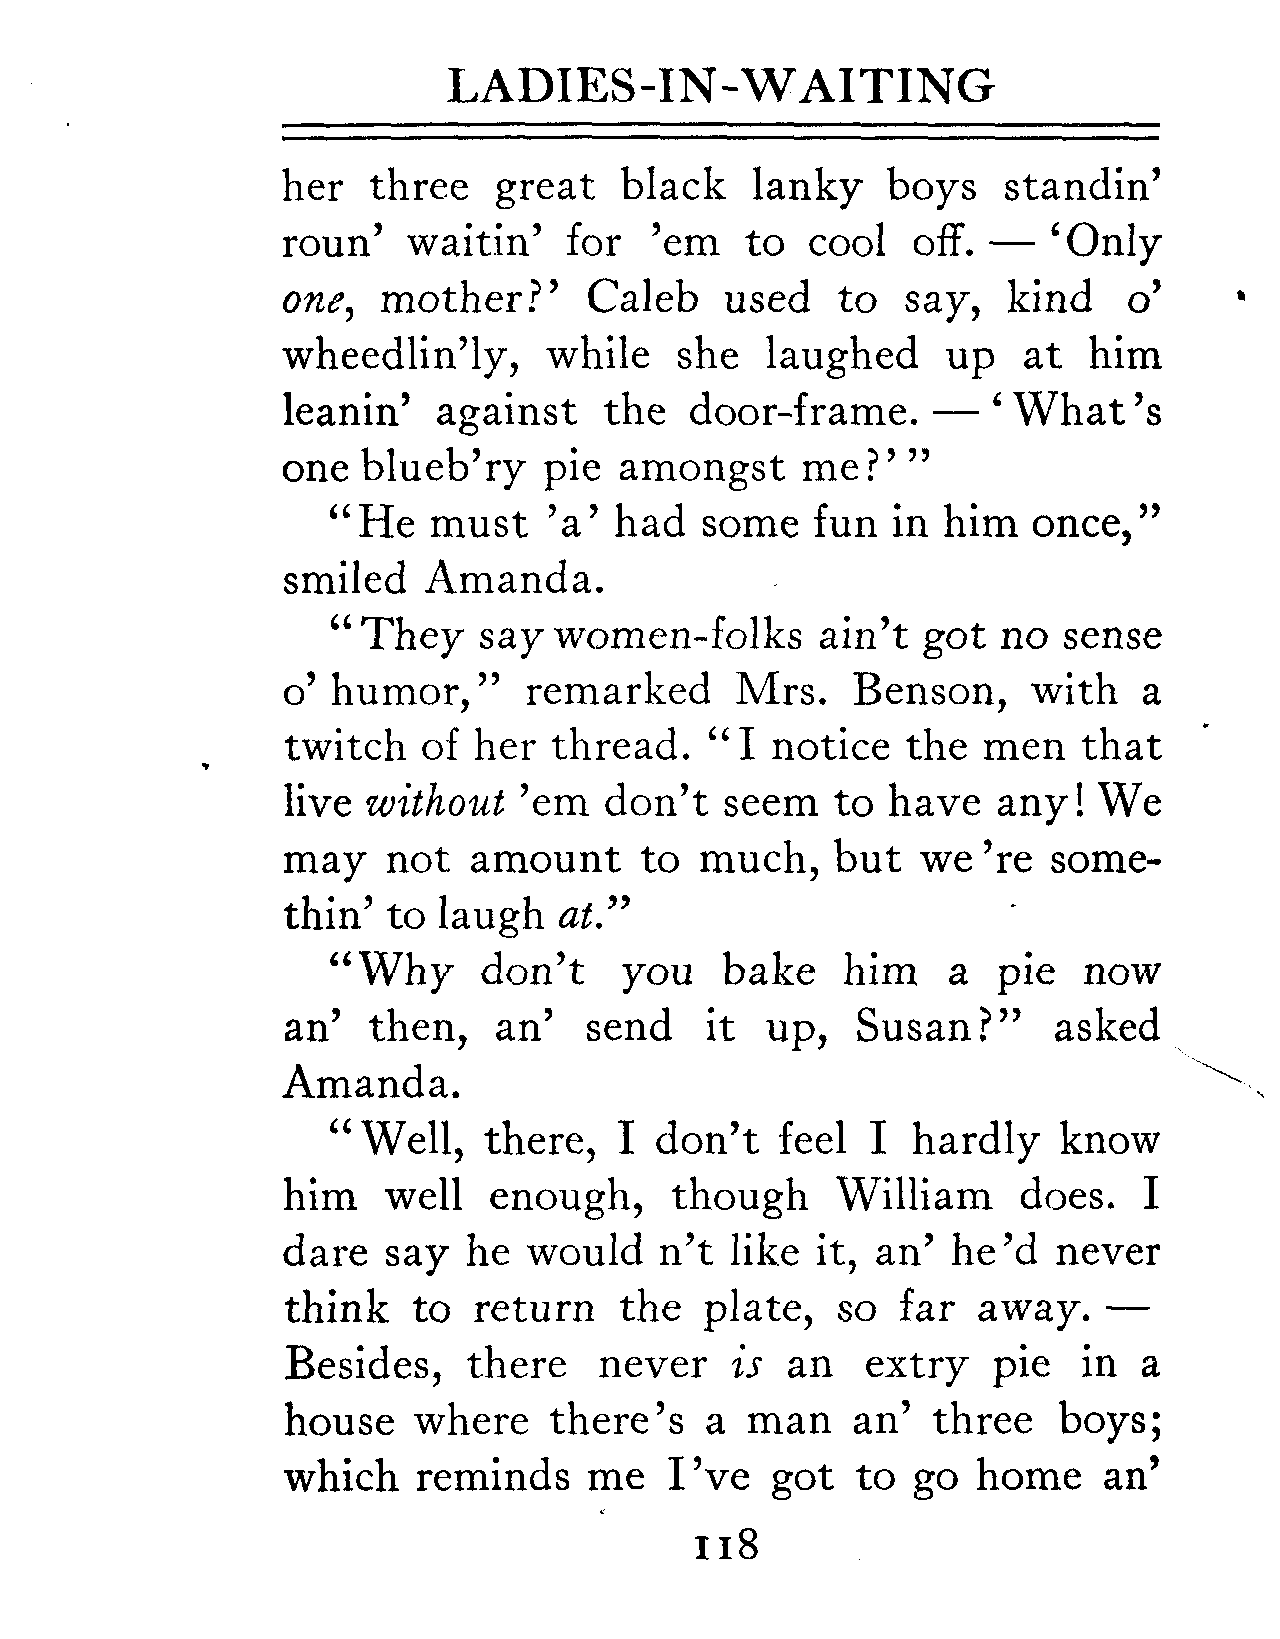 LADIES-IN-WAITING
her three great black lanky boys standin'
roun' waitin' for 'em to cool off. — 'Only
one, mother?' Caleb used to say, kind o'
wheedlin'ly, while she laughed up at him
leanin' against the door-frame. — 'What's
one blueb'ry pie amongst me?'"
"He must 'a' had some fun in him once,"
smiled Amanda.
"They say women-folks ain't got no sense
o' humor," remarked Mrs. Benson, with a
twitch of her thread. "I notice the men that
live without 'em don't seem to have any! We
may not amount to much, but we 're some-
thin' to laugh at."
"Why don't you bake him a pie now
an' then, an' send it up, Susan?" asked
Amanda.
"Well, there, I don't feel I hardly know
him well enough, though William does. I
dare say he would n't like it, an' he 'd never
think to return the plate, so far away. —
Besides, there never is an extry pie in a
house where there 's a man an' three boys;
which reminds me I 've got to go home an'
118